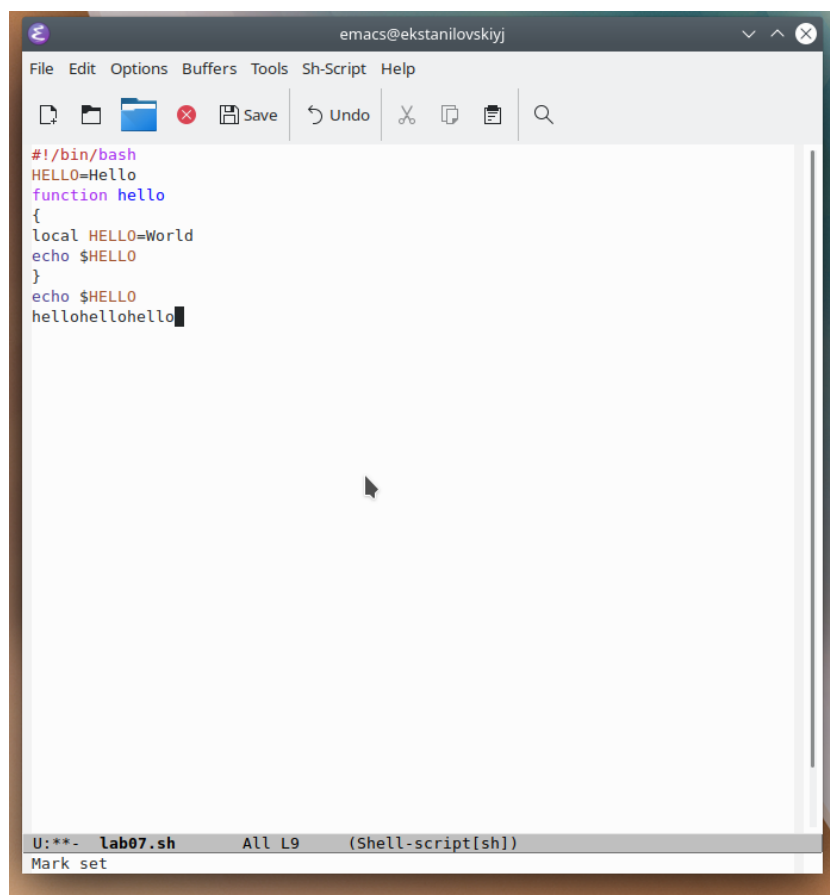 emacs@ekstanilovskiyj
File Edit Options Buffers Tools Sh-Script Help
Save Undo
#!/bin/bash
HELLO=Hello
function hello
{
local HELLO=World
echo $HELLO
}
echo $HELLO
hellohellohello
U:**- lab07.sh All L9 (Shell-script[sh])
Mark set